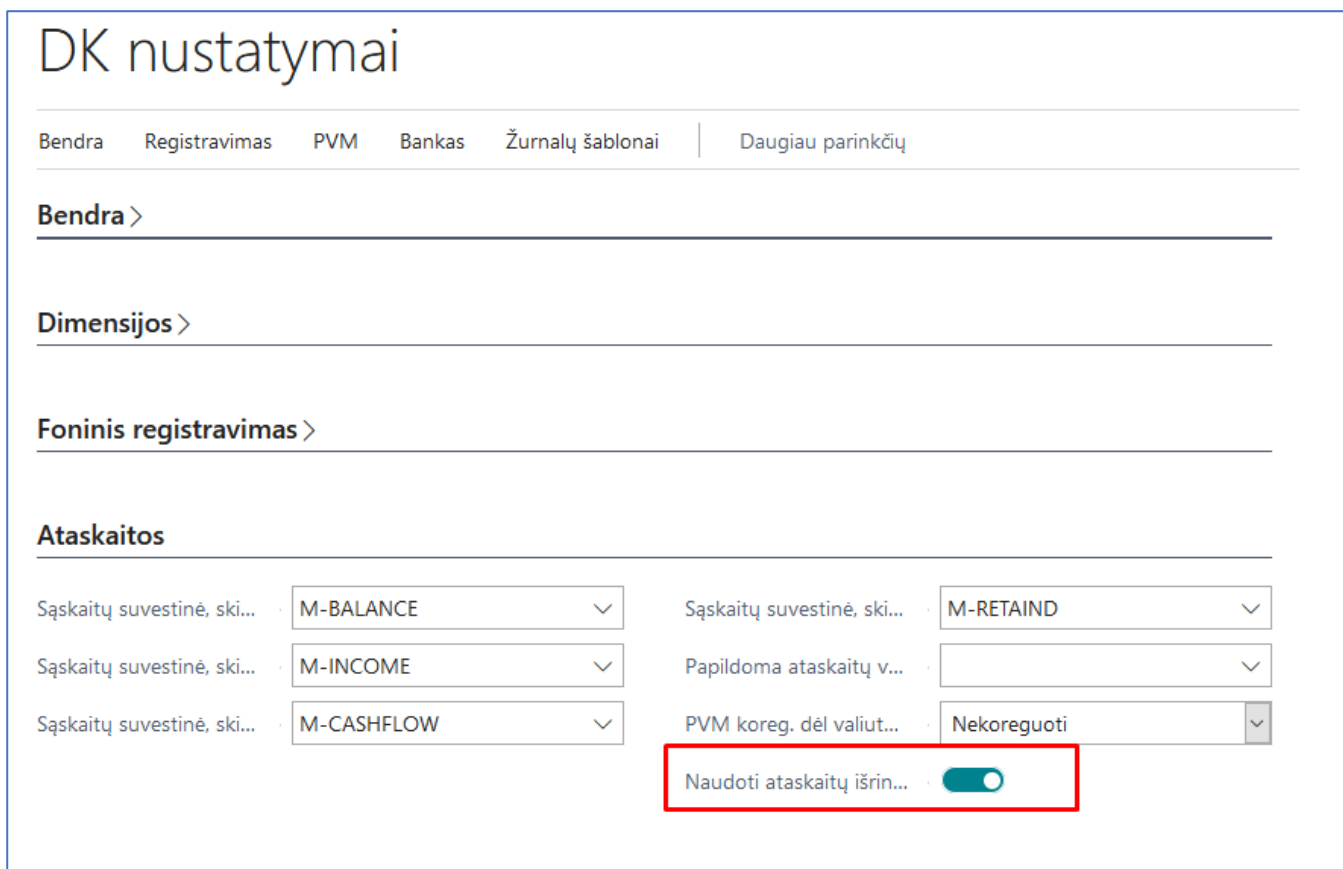 DK nustatymai
Bendra Registravimas PVM Bankas Žurnalų šablonai Daugiau parinkčių
Bendra
Dimensijos
Foninis registravimas
Ataskaitos
Sąskaitų suvestinė, ski... M-BALANCE Sąskaitų suvestinė, ski... M-RETAIND
Sąskaitų suvestinė, ski... M-INCOME Papildoma ataskaitų v...
Sąskaitų suvestinė, ski... M-CASHFLOW PVM koreg. dėl valiut... Nekoreguoti
Naudoti ataskaitų išrin...